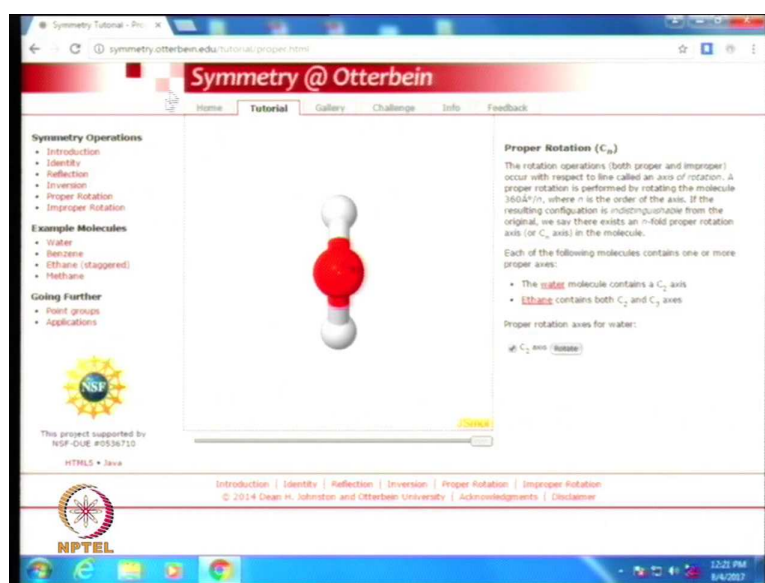 Symmetry Tutorial - Pro
symmetry.otterbein.edu/tutorial/proper.html
Symmetry @ Otterbein
Home Tutorial Gallery Challenge Info Feedback
Symmetry Operations
• Introduction
• Identity
• Reflection
• Inversion
• Proper Rotation
• Improper Rotation
Example Molecules
• Water
• Benzene
• Ethane (staggered)
• Methane
Going Further
• Point groups
• Applications
NSF
This project supported by
NSF-DUE #0536710
HTML5 • Java
JSmol
Proper Rotation (Cn)
The rotation operations (both proper and improper)
occur with respect to line called an axis of rotation. A
proper rotation is performed by rotating the molecule
360Â°/n, where n is the order of the axis. If the
resulting configuation is indistinguishable from the
original, we say there exists an n-fold proper rotation
axis (or Cn axis) in the molecule.
Each of the following molecules contains one or more
proper axes:
• The water molecule contains a C2 axis
• Ethane contains both C2 and C3 axes
Proper rotation axes for water:
C2 axis Rotate
Introduction | Identity | Reflection | Inversion | Proper Rotation | Improper Rotation
© 2014 Dean H. Johnston and Otterbein University | Acknowledgments | Disclaimer
NPTEL
12:21 PM
8/4/2017